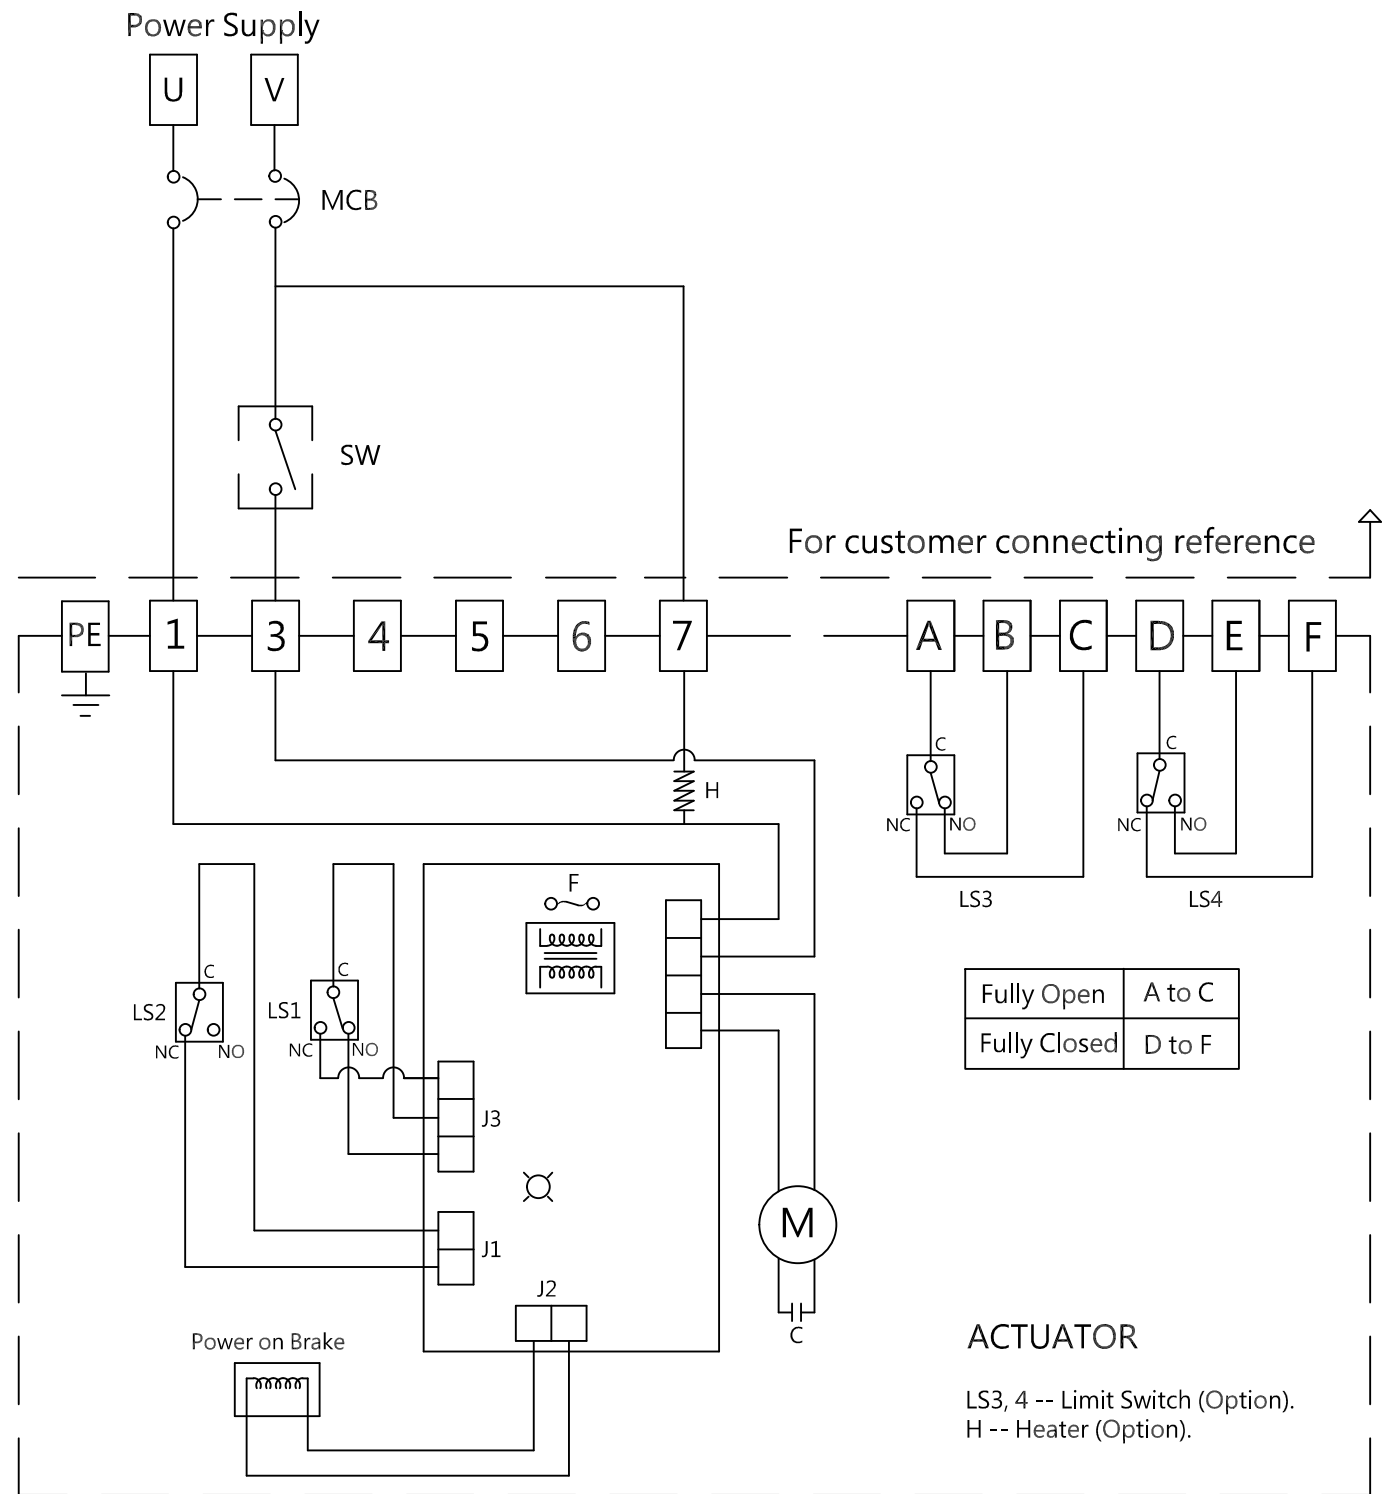 Power Supply
U V
MCB
SW
For customer connecting reference
PE 1 3 4 5 6 7 A B C D E F
H
C C
NC NO NC NO
LS3 LS4
F
C C
LS2 LS1
NC NO NC NO
Fully Open A to C
Fully Closed D to F
J3
M
J1
J2
C
Power on Brake
ACTUATOR
LS3, 4 -- Limit Switch (Option).
H -- Heater (Option).